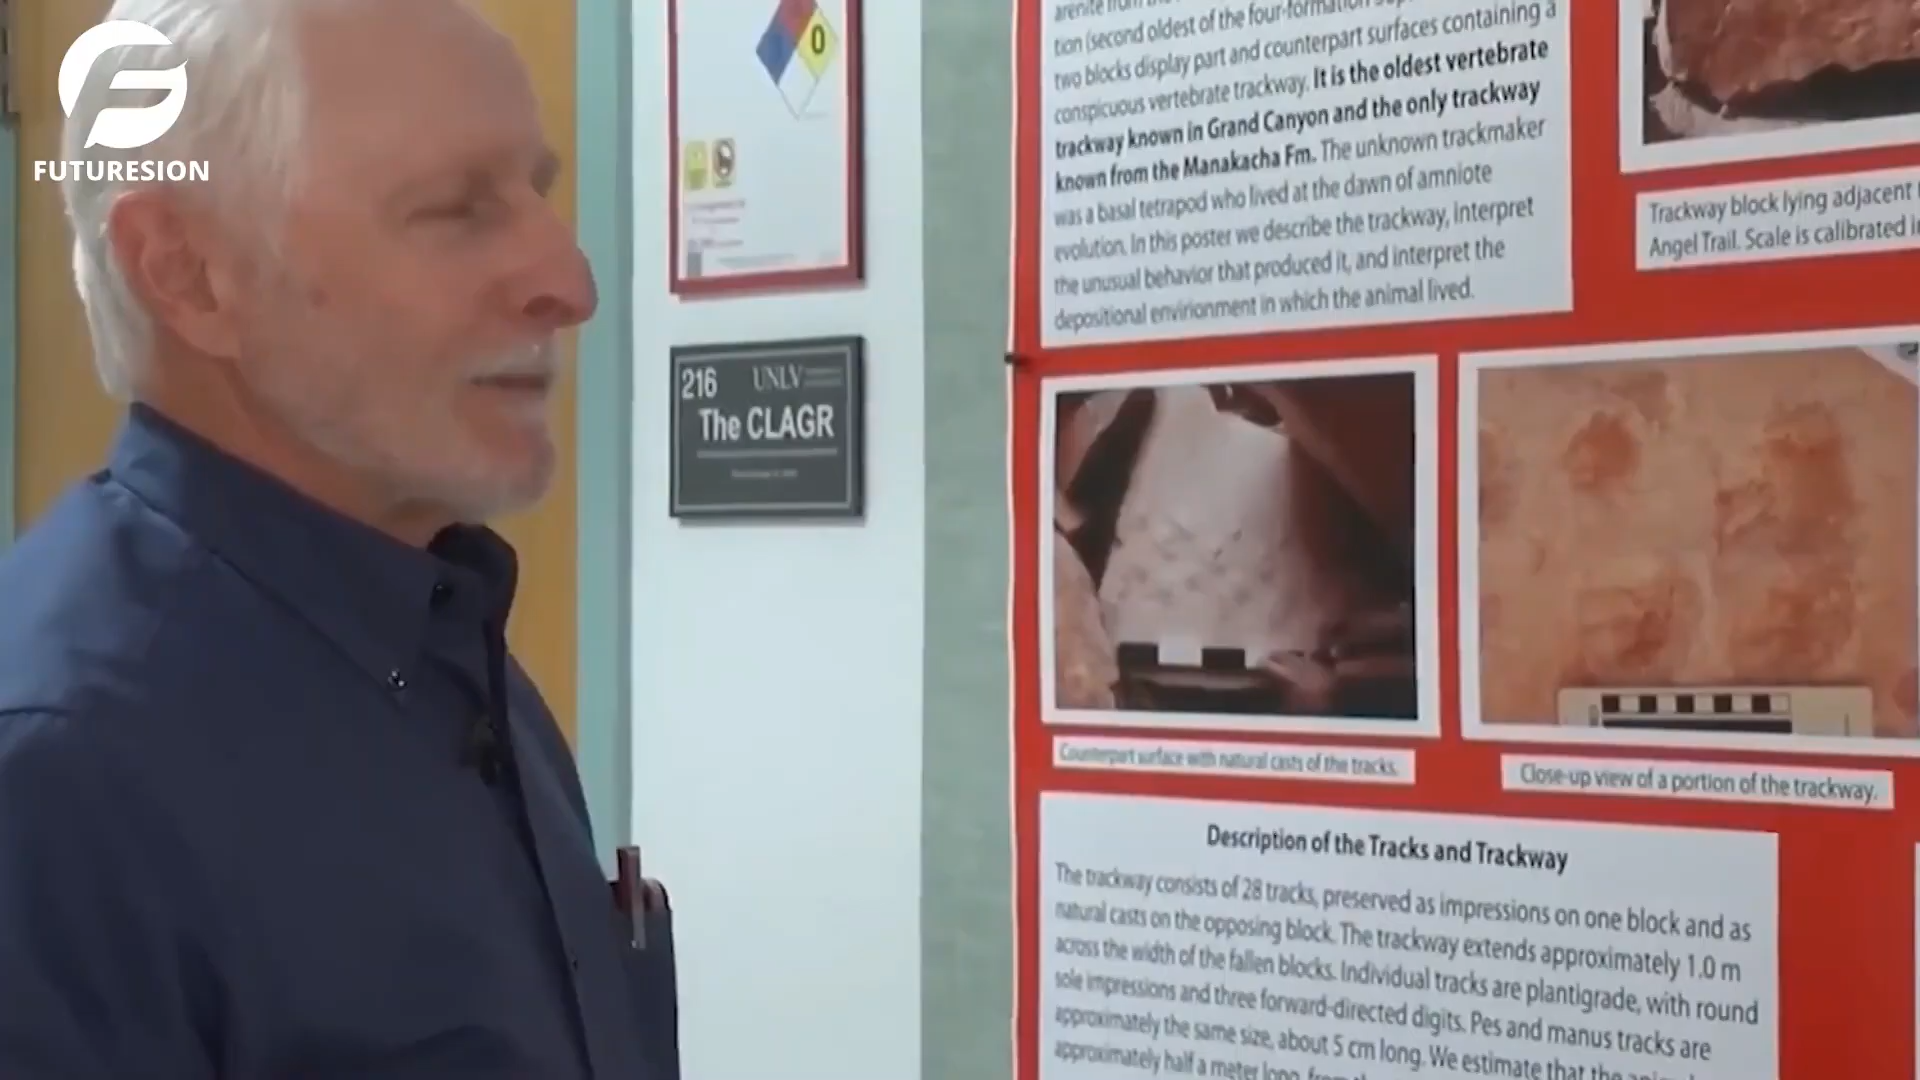 FUTURESION
0
216 UNLV
The CLAGR
tion (second oldest of the four-formation
two blocks display part and counterpart surfaces containing a
conspicuous vertebrate trackway. It is the oldest vertebrate
trackway known in Grand Canyon and the only trackway
known from the Manakacha Fm. The unknown trackmaker
was a basal tetrapod who lived at the dawn of amniote
evolution. In this poster we describe the trackway, interpret
the unusual behavior that produced it, and interpret the
depositional envirionment in which the animal lived.
Trackway block lying adjacent
Angel Trail. Scale is calibrated
Counterpart surface with natural casts of the tracks.
Close-up view of a portion of the trackway.
Description of the Tracks and Trackway
The trackway consists of 28 tracks, preserved as impressions on one block and as
natural casts on the opposing block. The trackway extends approximately 1.0 m
across the width of the fallen blocks. Individual tracks are plantigrade, with round
sole impressions and three forward-directed digits. Pes and manus tracks are
approximately the same size, about 5 cm long. We estimate that the
approximately half a meter long,